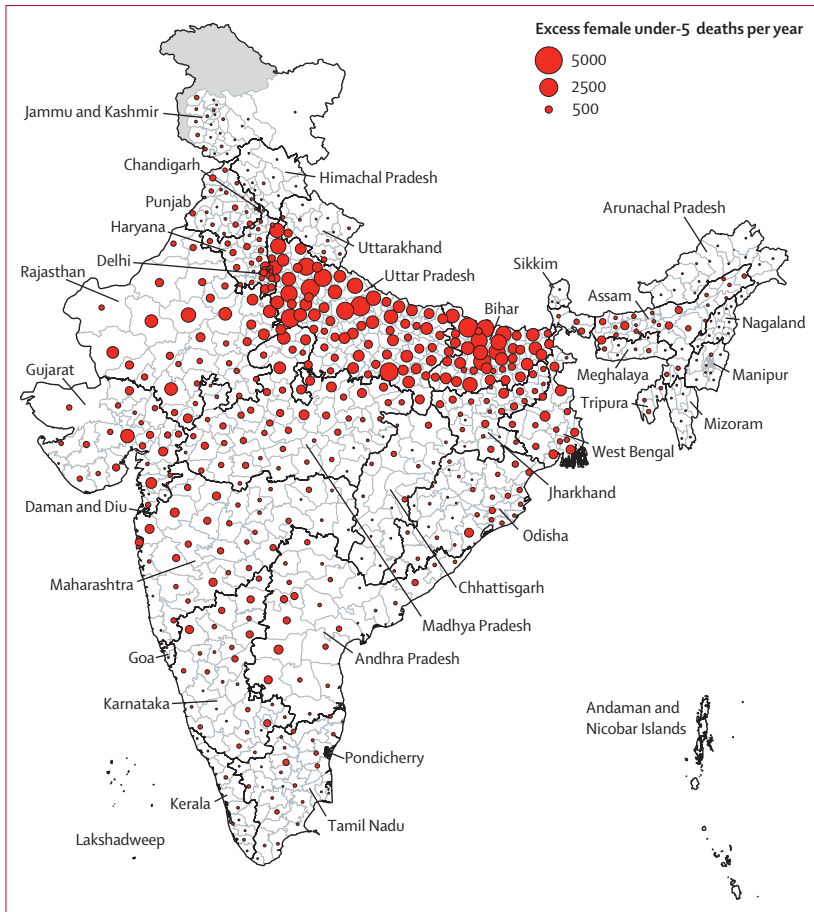 Excess female under-5 deaths per year
5000
2500
500
Jammu and Kashmir
Chandigarh
Himachal Pradesh
Punjab
Haryana
Uttarakhand
Arunachal Pradesh
Delhi
Rajasthan
Uttar Pradesh
Sikkim
Assam
Bihar
Nagaland
Gujarat
Meghalaya
Manipur
Tripura
Mizoram
West Bengal
Jharkhand
Daman and Diu
Odisha
Maharashtra
Chhattisgarh
Madhya Pradesh
Goa
Andhra Pradesh
Karnataka
Andaman and
Nicobar Islands
Pondicherry
Kerala
Tamil Nadu
Lakshadweep